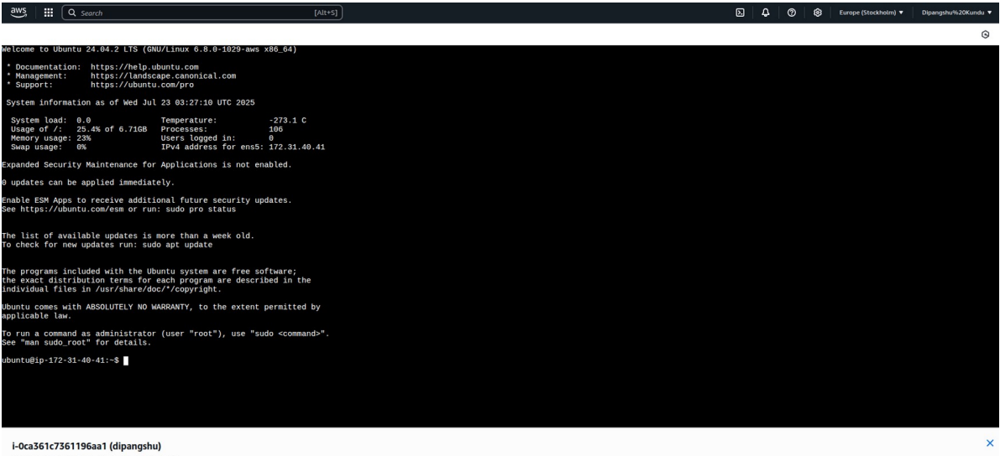 aws
Search [Alt+S]
Europe (Stockholm) ▼
Dipangshu%20Kundu ▼
Welcome to Ubuntu 24.04.2 LTS (GNU/Linux 6.8.0-1029-aws x86_64)
* Documentation: https://help.ubuntu.com
* Management: https://landscape.canonical.com
* Support: https://ubuntu.com/pro
System information as of Wed Jul 23 03:27:10 UTC 2025
System load: 0.0 Temperature: -273.1 C
Usage of /: 25.4% of 6.71GB Processes: 106
Memory usage: 23% Users logged in: 0
Swap usage: 0% IPv4 address for ens5: 172.31.40.41
Expanded Security Maintenance for Applications is not enabled.
0 updates can be applied immediately.
Enable ESM Apps to receive additional future security updates.
See https://ubuntu.com/esm or run: sudo pro status
The list of available updates is more than a week old.
To check for new updates run: sudo apt update
The programs included with the Ubuntu system are free software;
the exact distribution terms for each program are described in the
individual files in /usr/share/doc/*/copyright.
Ubuntu comes with ABSOLUTELY NO WARRANTY, to the extent permitted by
applicable law.
To run a command as administrator (user "root"), use "sudo <command>".
See "man sudo_root" for details.
ubuntu@ip-172-31-40-41:~$
i-0ca361c7361196aa1 (dipangshu)